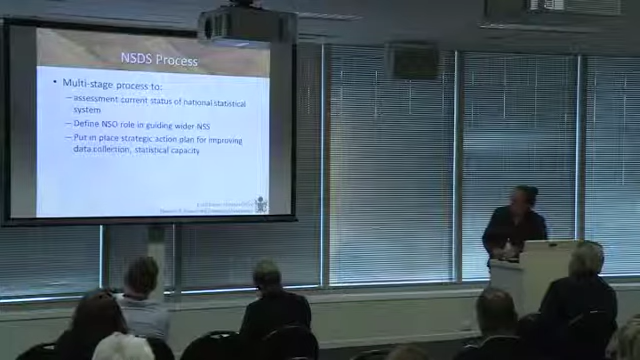 NSDS Process
• Multi-stage process to:
– assessment current status of national statistical
system
– Define NSO role in guiding wider NSS
– Put in place strategic action plan for improving
data collection, statistical capacity